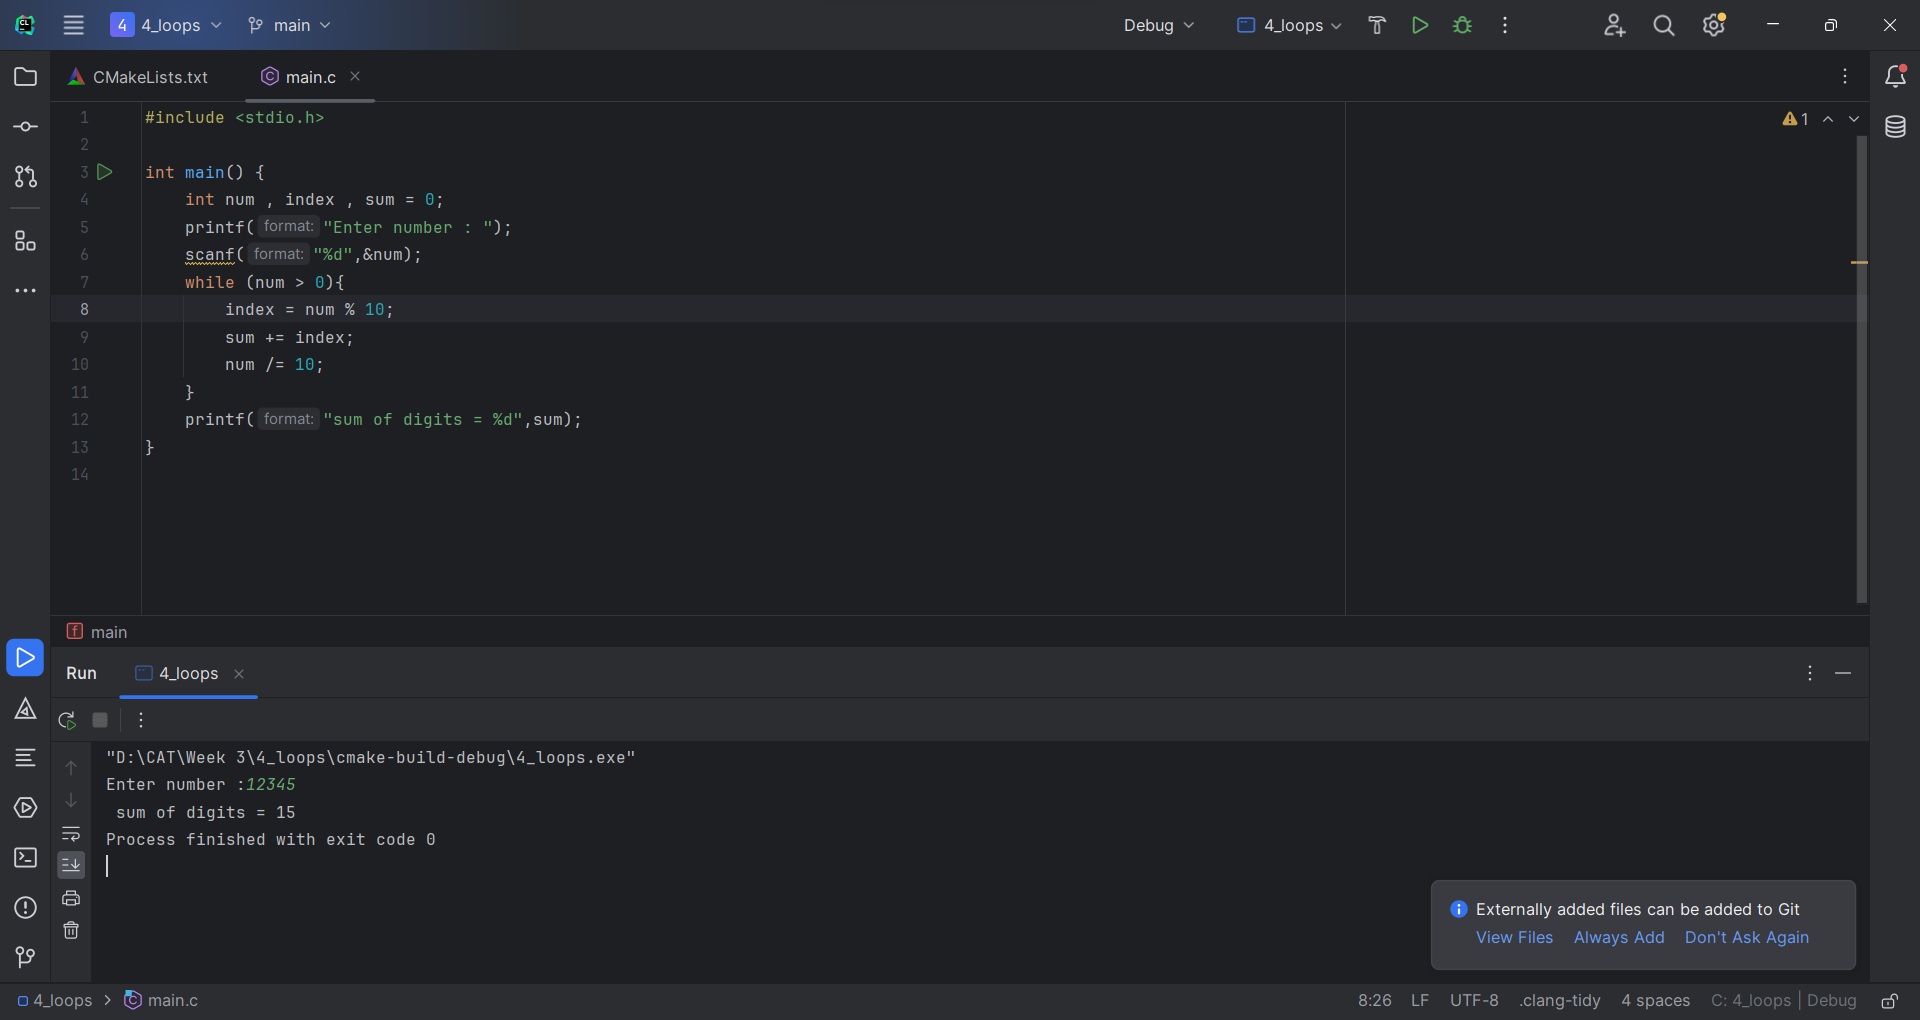 4 4_loops main Debug 4_loops
CMakeLists.txt main.c
1 #include <stdio.h>
2
3 int main() {
4 int num , index , sum = 0;
5 printf( format: "Enter number : ");
6 scanf( format: "%d",&num);
7 while (num > 0){
8 index = num % 10;
9 sum += index;
10 num /= 10;
11 }
12 printf( format: "sum of digits = %d",sum);
13 }
14
1
f main
Run 4_loops
"D:\CAT\Week 3\4_loops\cmake-build-debug\4_loops.exe"
Enter number :12345
sum of digits = 15
Process finished with exit code 0
Externally added files can be added to Git
View Files Always Add Don't Ask Again
4_loops > main.c 8:26 LF UTF-8 .clang-tidy 4 spaces C: 4_loops | Debug